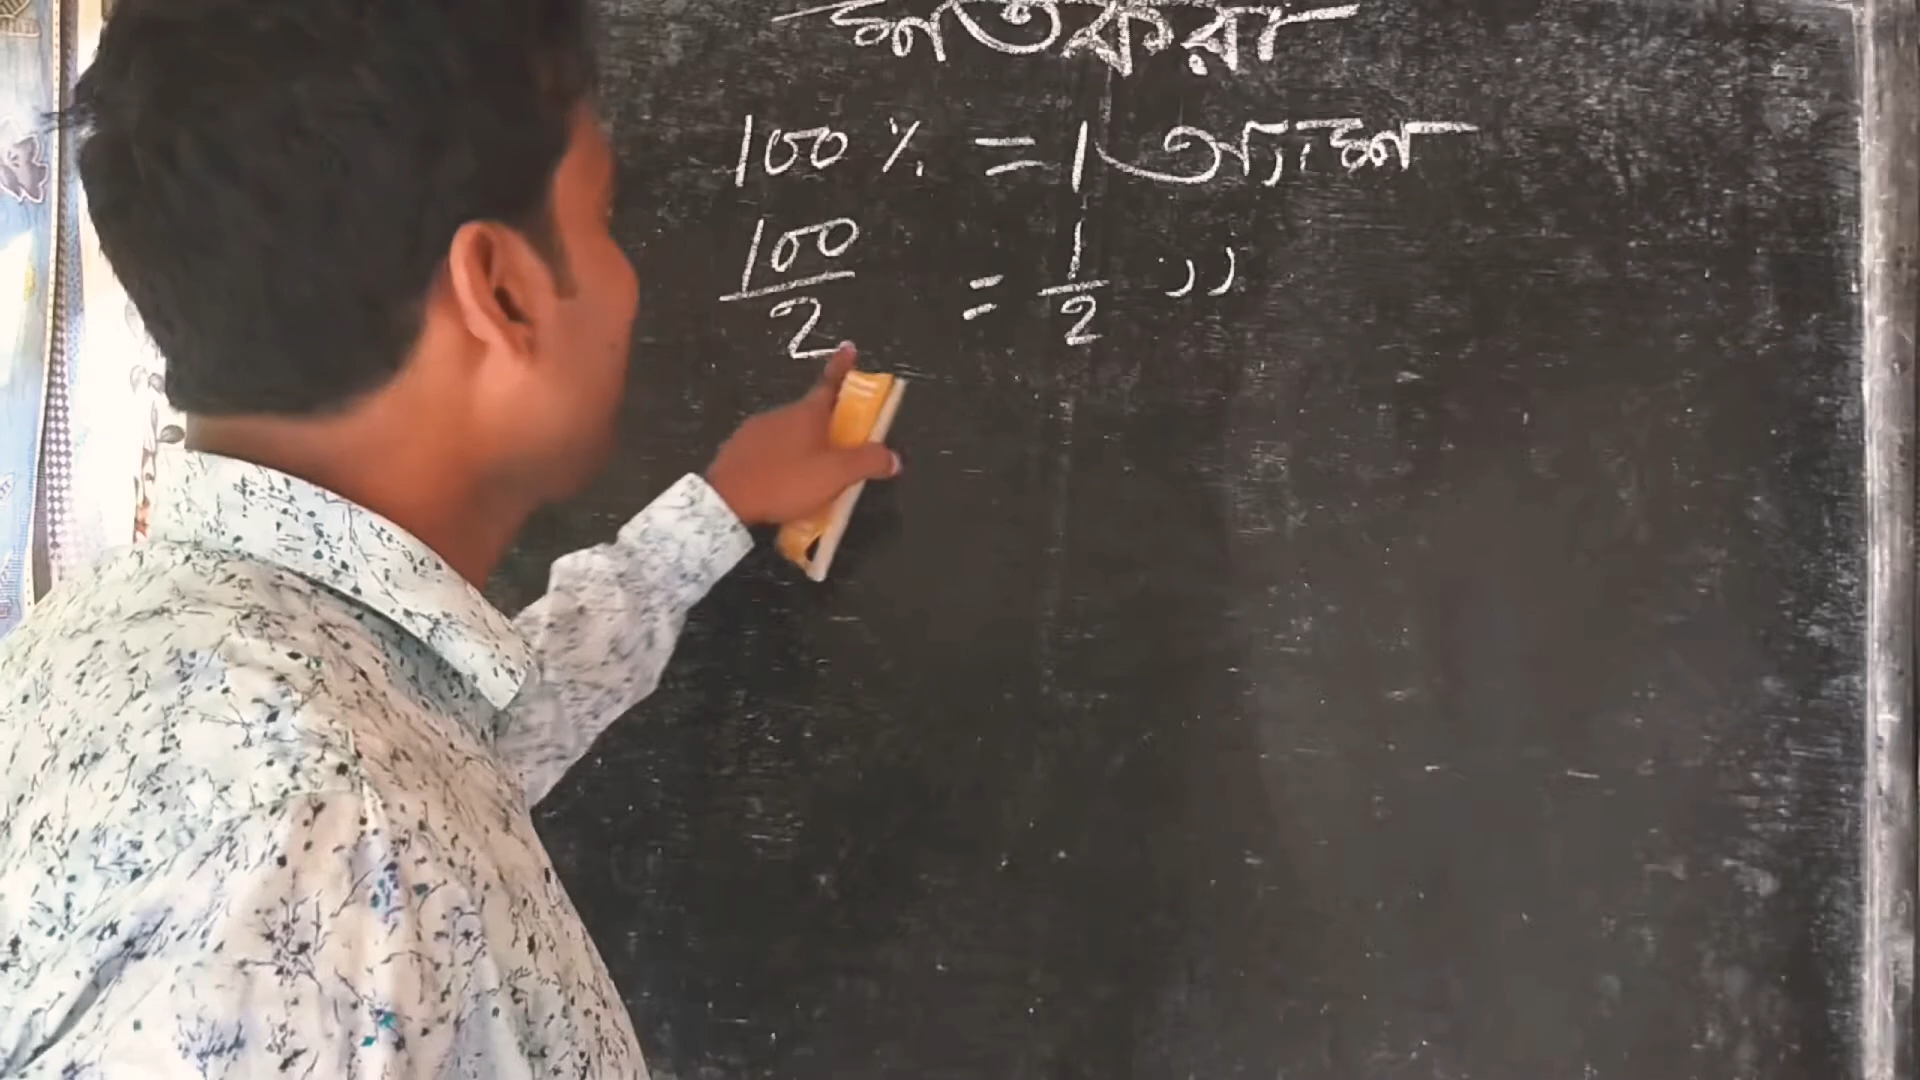 শতকরা
100 % = 1 অ্যাংশ
100/2 = 1/2 ,,